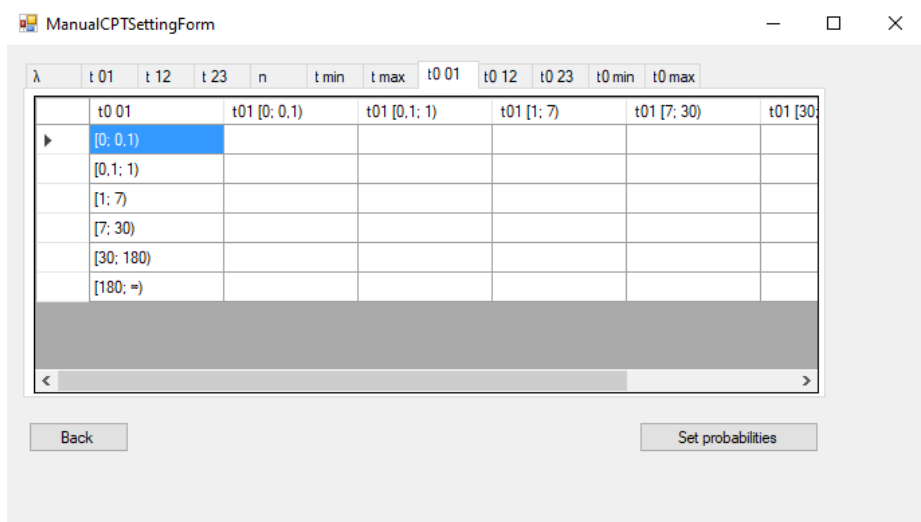 ManualCPTSettingForm
λ t 01 t 12 t 23 n t min t max t0 01 t0 12 t0 23 t0 min t0 max
t0 01 t01 [0; 0,1) t01 [0,1; 1) t01 [1; 7) t01 [7; 30) t01 [30;
[0; 0,1)
[0,1; 1)
[1; 7)
[7; 30)
[30; 180)
[180; ∞)
Back Set probabilities